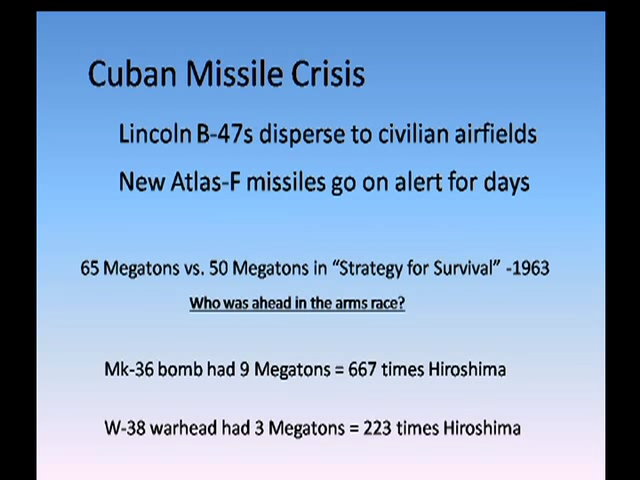 Cuban Missile Crisis
Lincoln B-47s disperse to civilian airfields
New Atlas-F missiles go on alert for days
65 Megatons vs. 50 Megatons in “Strategy for Survival” -1963
Who was ahead in the arms race?
Mk-36 bomb had 9 Megatons = 667 times Hiroshima
W-38 warhead had 3 Megatons = 223 times Hiroshima